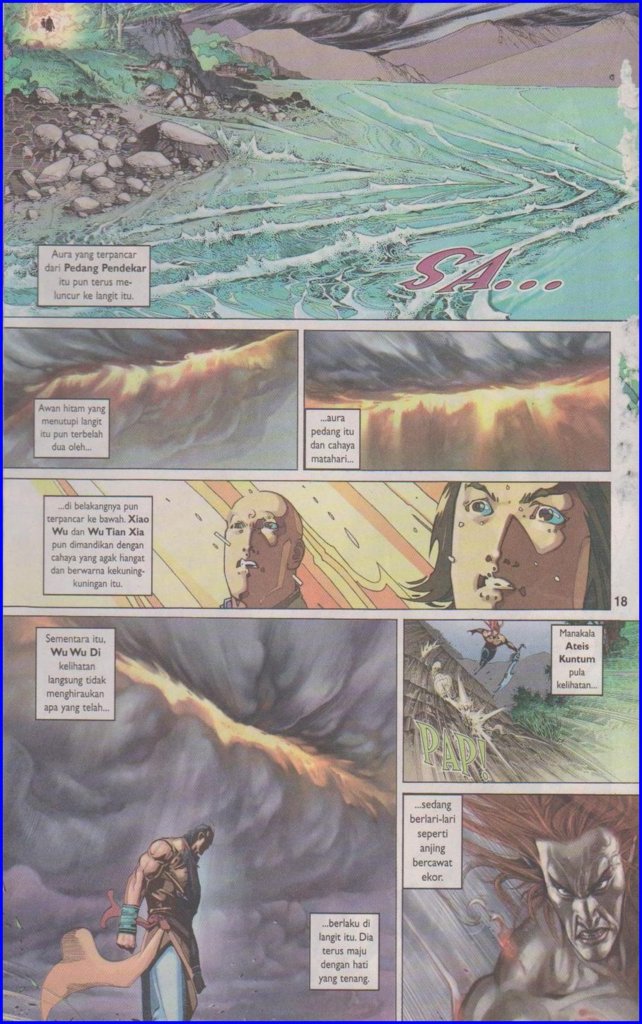 Aura yang terpancar
dari Pedang Pendekar
itu pun terus me-
luncur ke langit itu.
SA...
Awan hitam yang
menutupi langit
itu pun terbelah
dua oleh...
...aura
pedang itu
dan cahaya
matahari...
...di belakangnya pun
terpancar ke bawah. Xiao
Wu dan Wu Tian Xia
pun dimandikan dengan
cahaya yang agak hangat
dan berwarna kekuning-
kuningan itu.
18
Sementara itu,
Wu Wu Di
kelihatan
langsung tidak
menghiraukan
apa yang telah...
...berlaku di
langit itu. Dia
terus maju
dengan hati
yang tenang.
Manakala
Ateis
Kuntum
pula
kelihatan...
PAP!
...sedang
berlari-lari
seperti
anjing
bercawat
ekor.